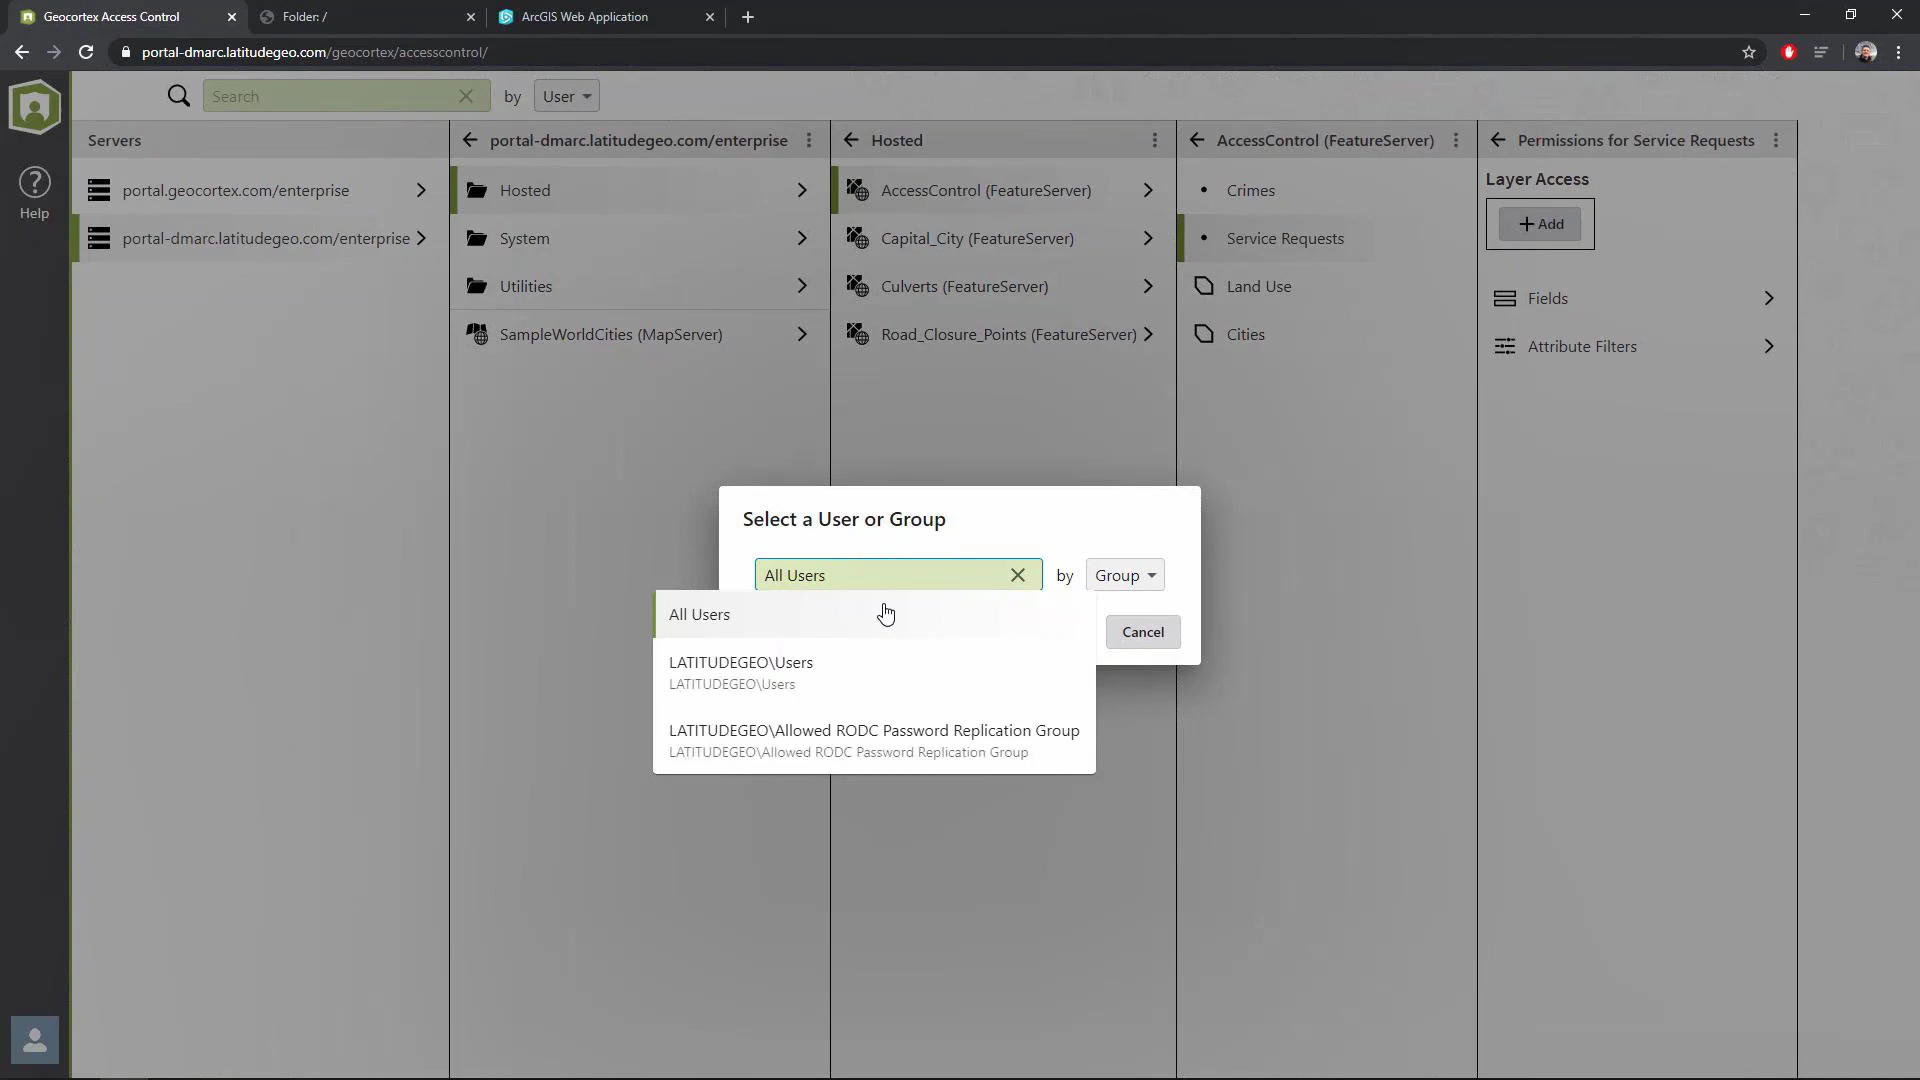 Geocortex Access Control
Folder: /
ArcGIS Web Application
portal-dmarc.latitudegeo.com/geocortex/accesscontrol/
Search
by
User
Help
Servers
portal.geocortex.com/enterprise
portal-dmarc.latitudegeo.com/enterprise
portal-dmarc.latitudegeo.com/enterprise
Hosted
System
Utilities
SampleWorldCities (MapServer)
Hosted
AccessControl (FeatureServer)
Capital_City (FeatureServer)
Culverts (FeatureServer)
Road_Closure_Points (FeatureServer)
AccessControl (FeatureServer)
Crimes
Service Requests
Land Use
Cities
Permissions for Service Requests
Layer Access
Add
Fields
Attribute Filters
Select a User or Group
All Users
by
Group
All Users
LATITUDEGEO\Users
LATITUDEGEO\Users
LATITUDEGEO\Allowed RODC Password Replication Group
LATITUDEGEO\Allowed RODC Password Replication Group
Cancel